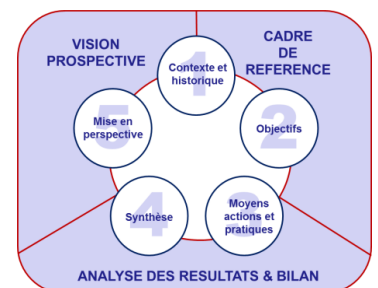 VISION
PROSPECTIVE
CADRE
DE
REFERENCE
1
Contexte et
historique
2
Objectifs
3
Moyens
actions et
pratiques
4
Synthèse
5
Mise en
perspective
ANALYSE DES RESULTATS & BILAN